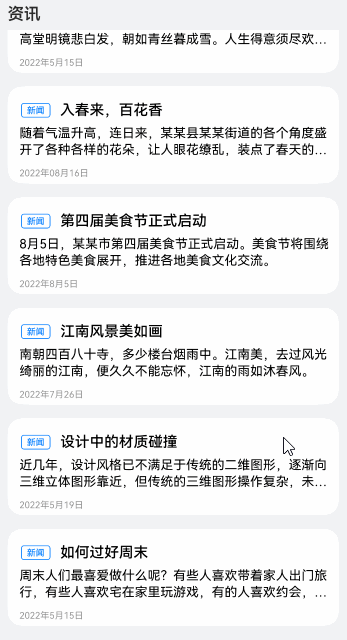 资讯
高堂明镜悲白发，朝如青丝暮成雪。人生得意须尽欢...
2022年5月15日
新闻 入春来，百花香
随着气温升高，连日来，某某县某某街道的各个角度盛
开了各种各样的花朵，让人眼花缭乱，装点了春天的...
2022年08月16日
新闻 第四届美食节正式启动
8月5日，某某市第四届美食节正式启动。美食节将围绕
各地特色美食展开，推进各地美食文化交流。
2022年8月5日
新闻 江南风景美如画
南朝四百八十寺，多少楼台烟雨中。江南美，去过风光
绮丽的江南，便久久不能忘怀，江南的雨如沐春风。
2022年7月26日
新闻 设计中的材质碰撞
近几年，设计风格已不满足于传统的二维图形，逐渐向
三维立体图形靠近，但传统的三维图形操作复杂，未...
2022年5月19日
新闻 如何过好周末
周末人们最喜爱做什么呢？有些人喜欢带着家人出门旅
行，有些人喜欢宅在家里玩游戏，有的人喜欢约会，...
2022年5月15日